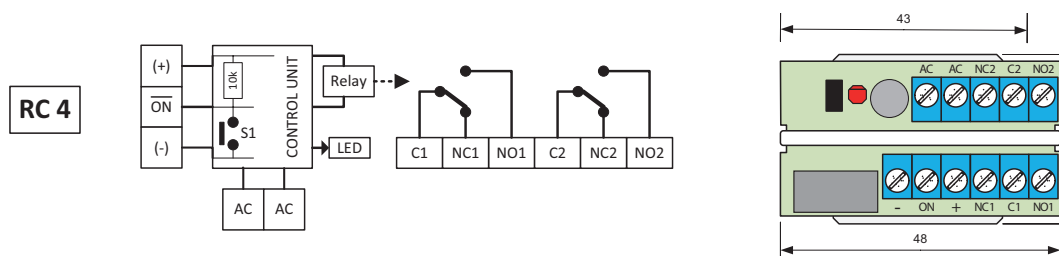 RC 4
(+)
ON
(-)
10k
S1
CONTROL UNIT
Relay
LED
AC AC
C1 NC1 NO1 C2 NC2 NO2
43
AC AC NC2 C2 NO2
- ON + NC1 C1 NO1
48